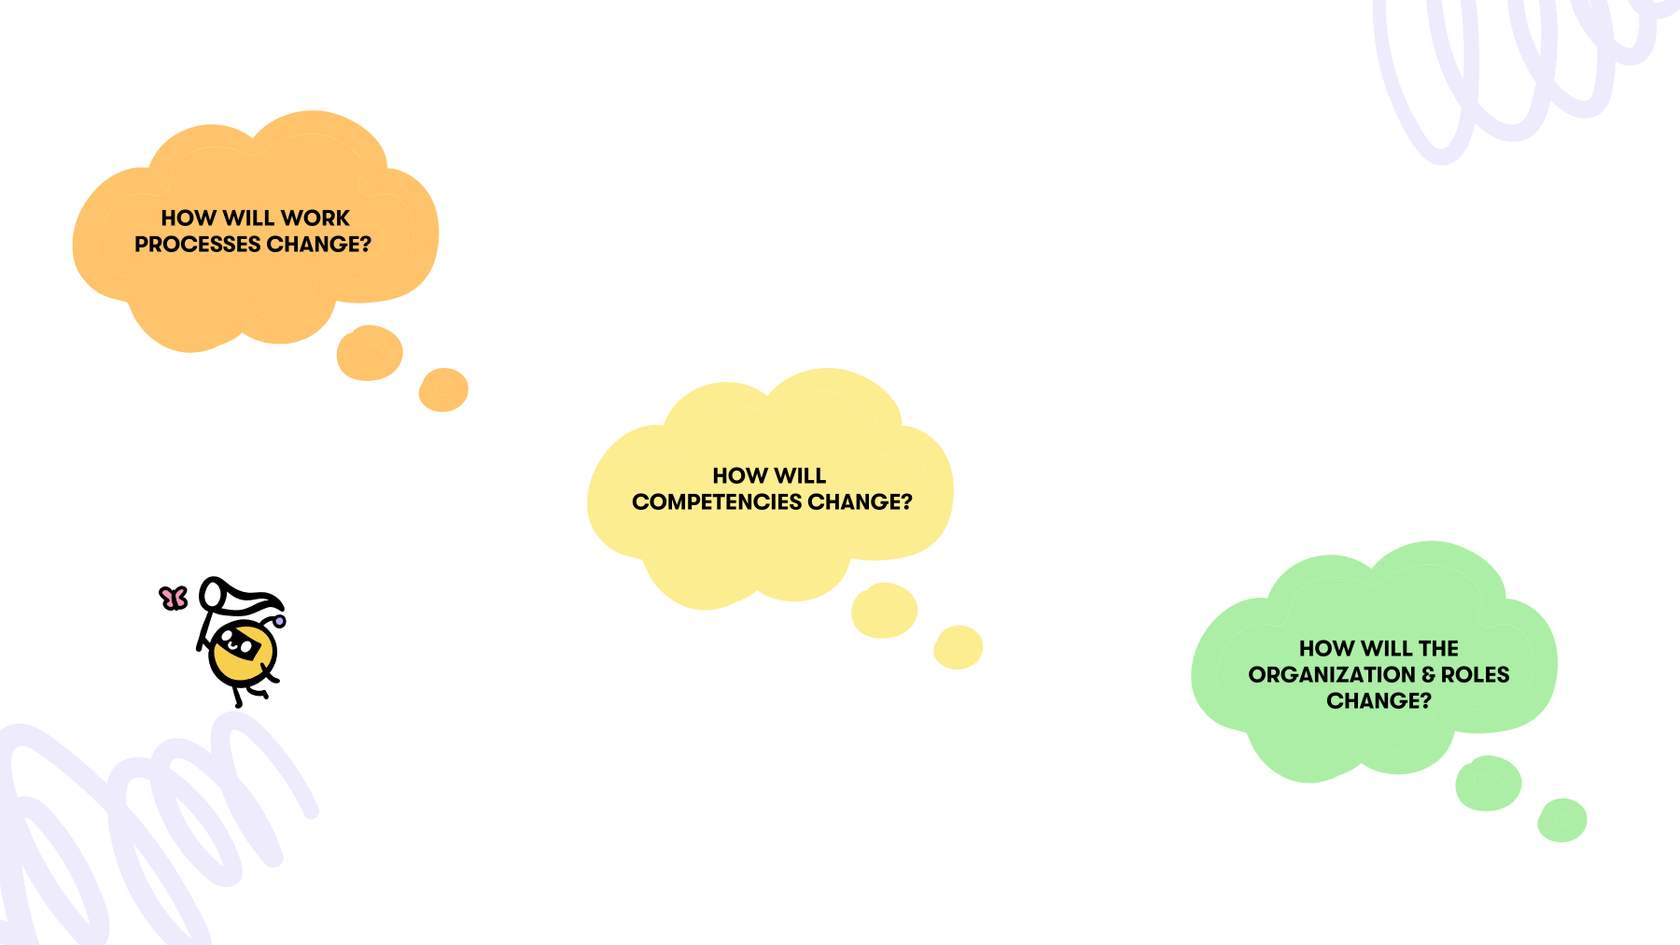 HOW WILL WORK
PROCESSES CHANGE?
HOW WILL
COMPETENCIES CHANGE?
HOW WILL THE
ORGANIZATION & ROLES
CHANGE?